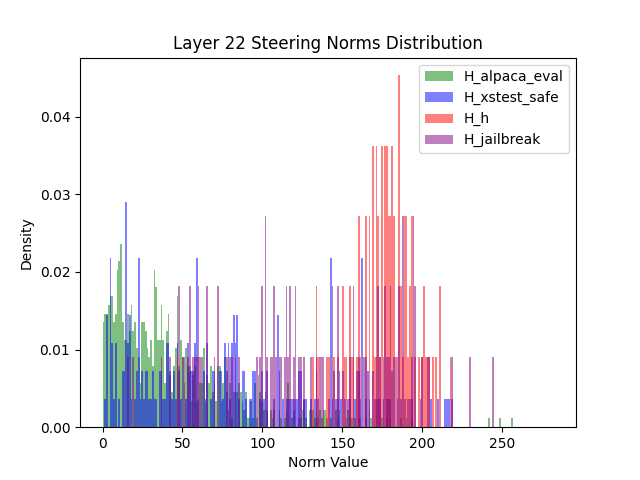 Layer 22 Steering Norms Distribution
H_alpaca_eval
H_xstest_safe
H_h
H_jailbreak
Density
0.04
0.03
0.02
0.01
0.00
0
50
100
150
200
250
Norm Value